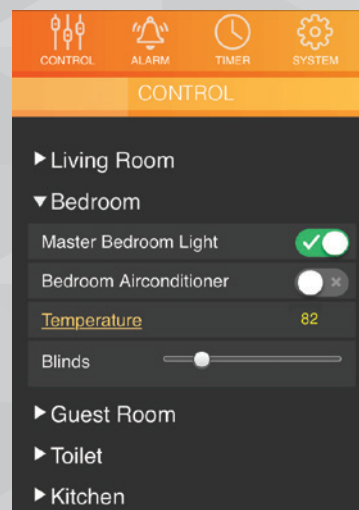 CONTROL ALARM TIMER SYSTEM
CONTROL
Living Room
Bedroom
Master Bedroom Light
Bedroom Airconditioner
Temperature 82
Blinds
Guest Room
Toilet
Kitchen